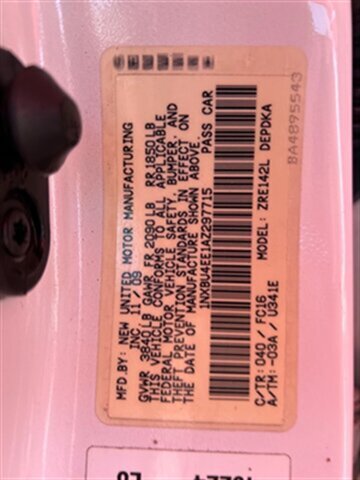 MFD.BY: NEW UNITED MOTOR MANUFACTURING
INC. 11/09
GVWR 3840LB GAWR FR 2090LB RR 1850LB
THIS VEHICLE CONFORMS TO ALL APPLICABLE
FEDERAL MOTOR VEHICLE SAFETY, BUMPER, AND
THEFT PREVENTION STANDARDS IN EFFECT ON
THE DATE OF MANUFACTURE SHOWN ABOVE.
1NXBU4EE1AZ297715 PASS CAR
C/TR: 040 / FC16 MODEL: ZRE142L DEPDKA
A/TM: -03A / U341E
BA4895543